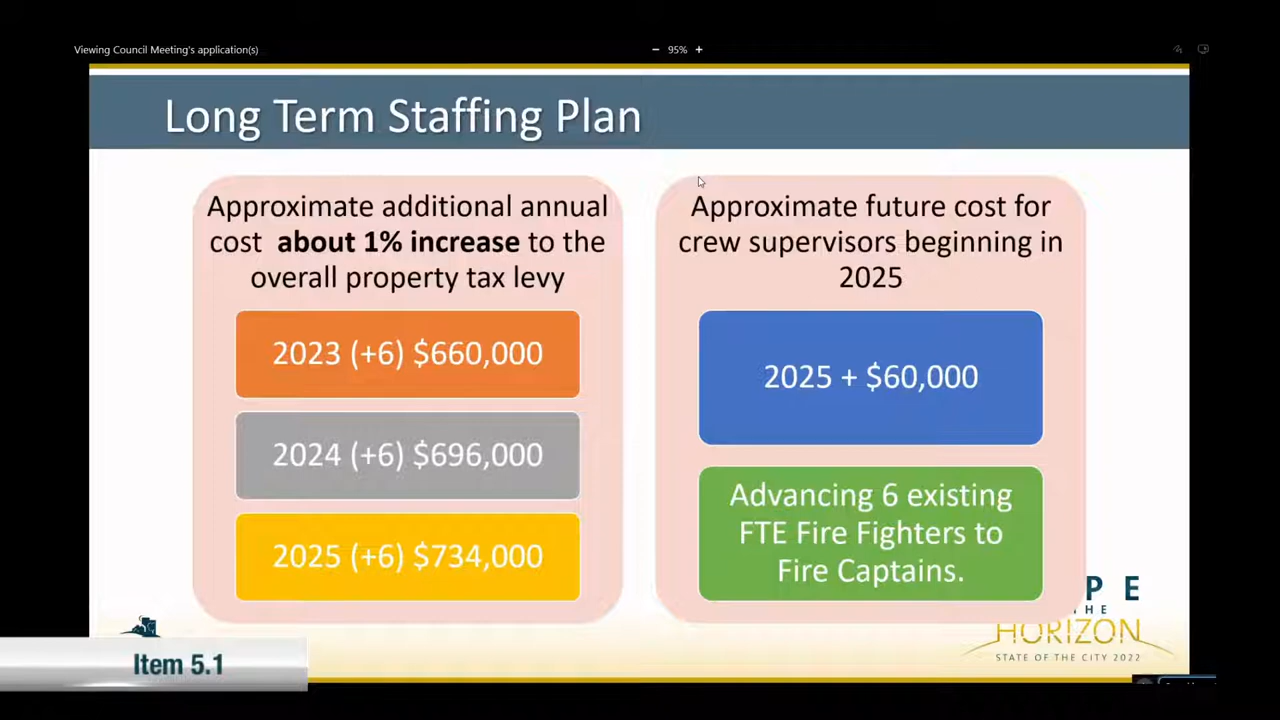 Viewing Council Meeting's application(s)
95%
Long Term Staffing Plan
Approximate additional annual
cost about 1% increase to the
overall property tax levy
2023 (+6) $660,000
2024 (+6) $696,000
2025 (+6) $734,000
Approximate future cost for
crew supervisors beginning in
2025
2025 + $60,000
Advancing 6 existing
FTE Fire Fighters to
Fire Captains.
HORIZON
STATE OF THE CITY 2022
Item 5.1